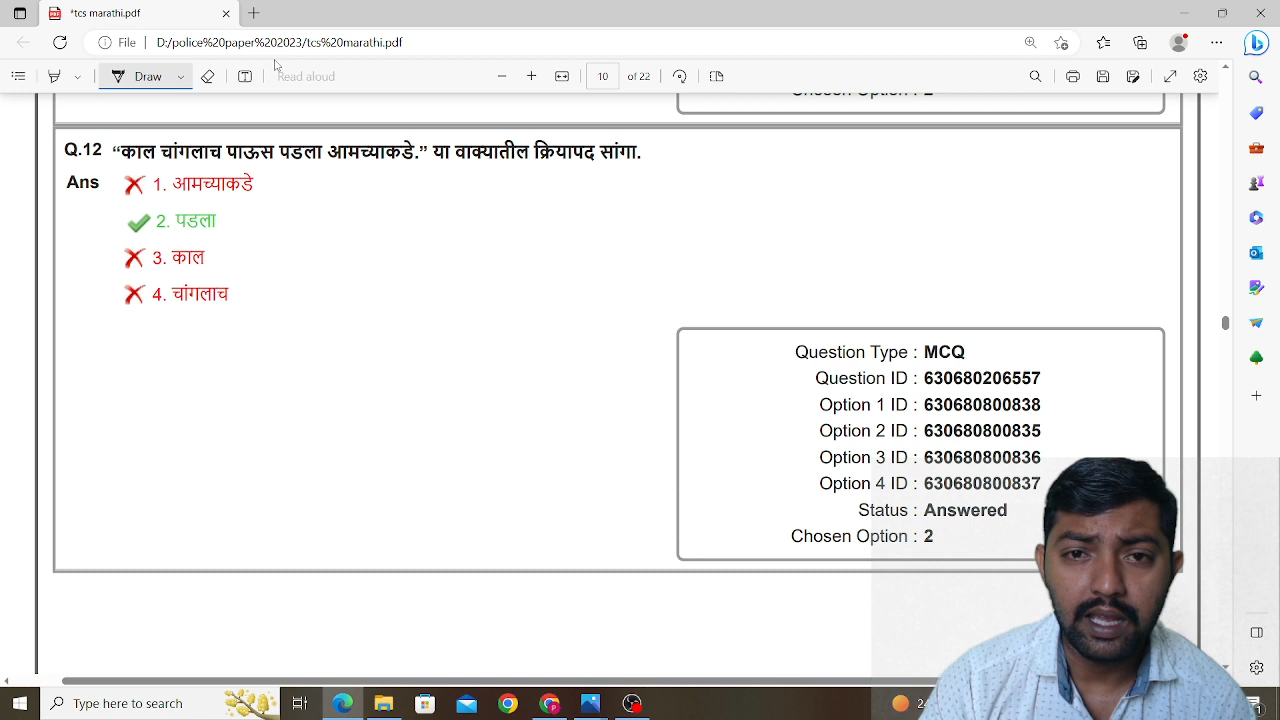 *tcs marathi.pdf
File D:/police%20paper%202023/tcs%20marathi.pdf
Draw Read aloud 10 of 22
Q.12 “काल चांगलाच पाऊस पडला आमच्याकडे.” या वाक्यातील क्रियापद सांगा.
Ans 1. आमच्याकडे
2. पडला
3. काल
4. चांगलाच
Question Type : MCQ
Question ID : 630680206557
Option 1 ID : 630680800838
Option 2 ID : 630680800835
Option 3 ID : 630680800836
Option 4 ID : 630680800837
Status : Answered
Chosen Option : 2
Type here to search